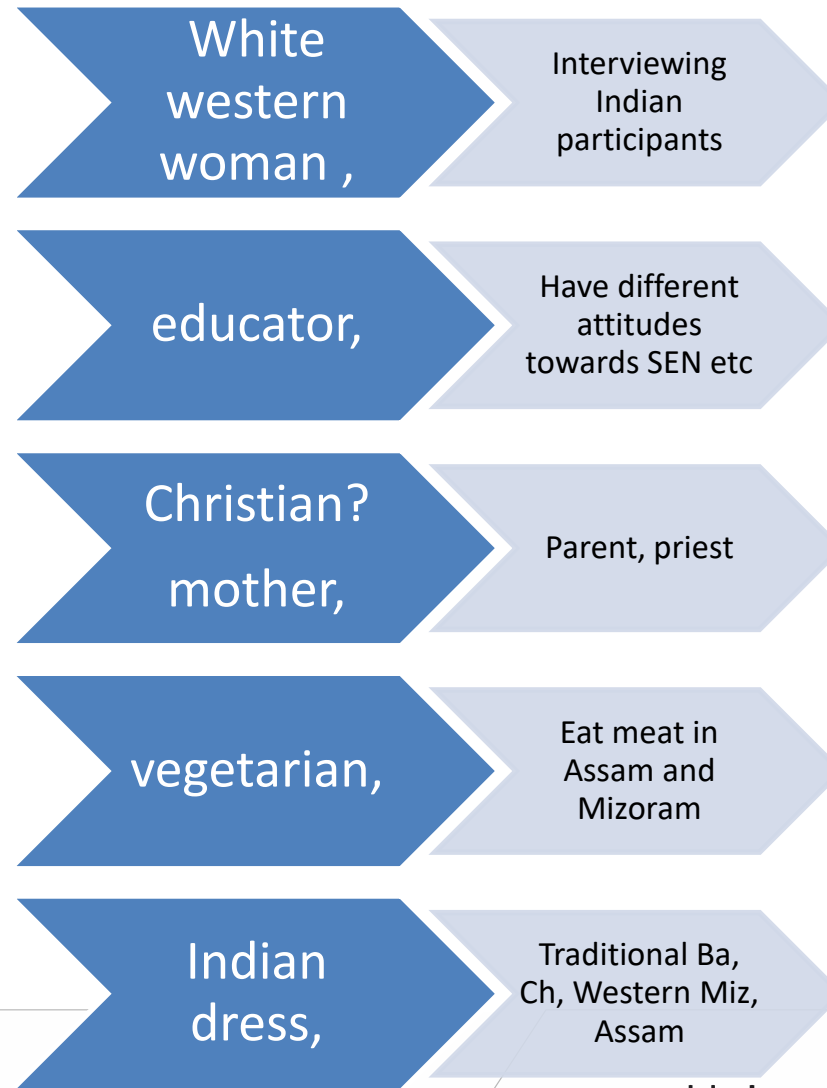 White
western
woman ,
Interviewing
Indian
participants
educator,
Have different
attitudes
towards SEN etc
Christian?
mother,
Parent, priest
vegetarian,
Eat meat in
Assam and
Mizoram
Indian
dress,
Traditional Ba,
Ch, Western Miz,
Assam